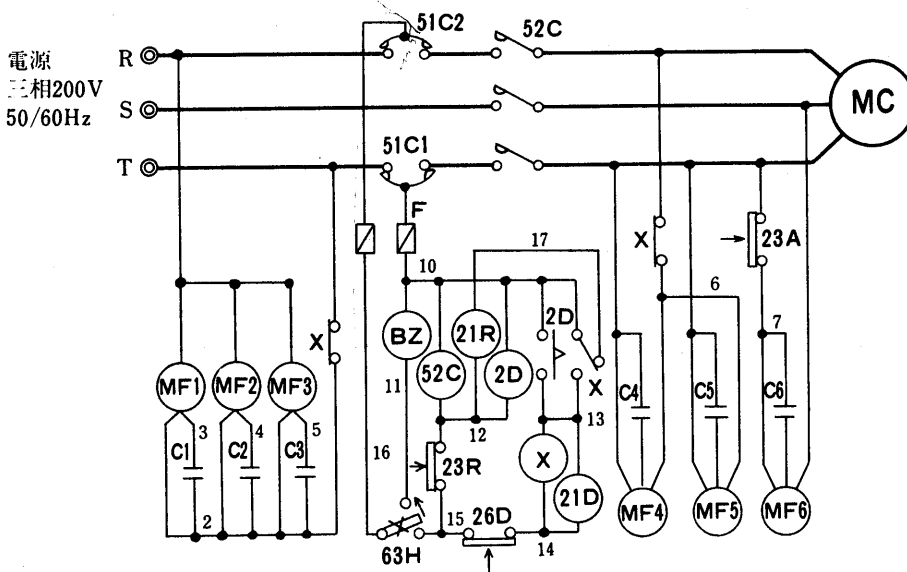 電源
三相200V
50/60Hz
R
S
T
51C2
52C
MC
51C1
F
10
17
X
23A
6
7
BZ
21R
2D
2D
52C
X
11
12
13
MF1
MF2
MF3
X
3
4
5
C1
C2
C3
2
16
23R
X
21D
C4
C5
C6
63H
15
26D
14
MF4
MF5
MF6